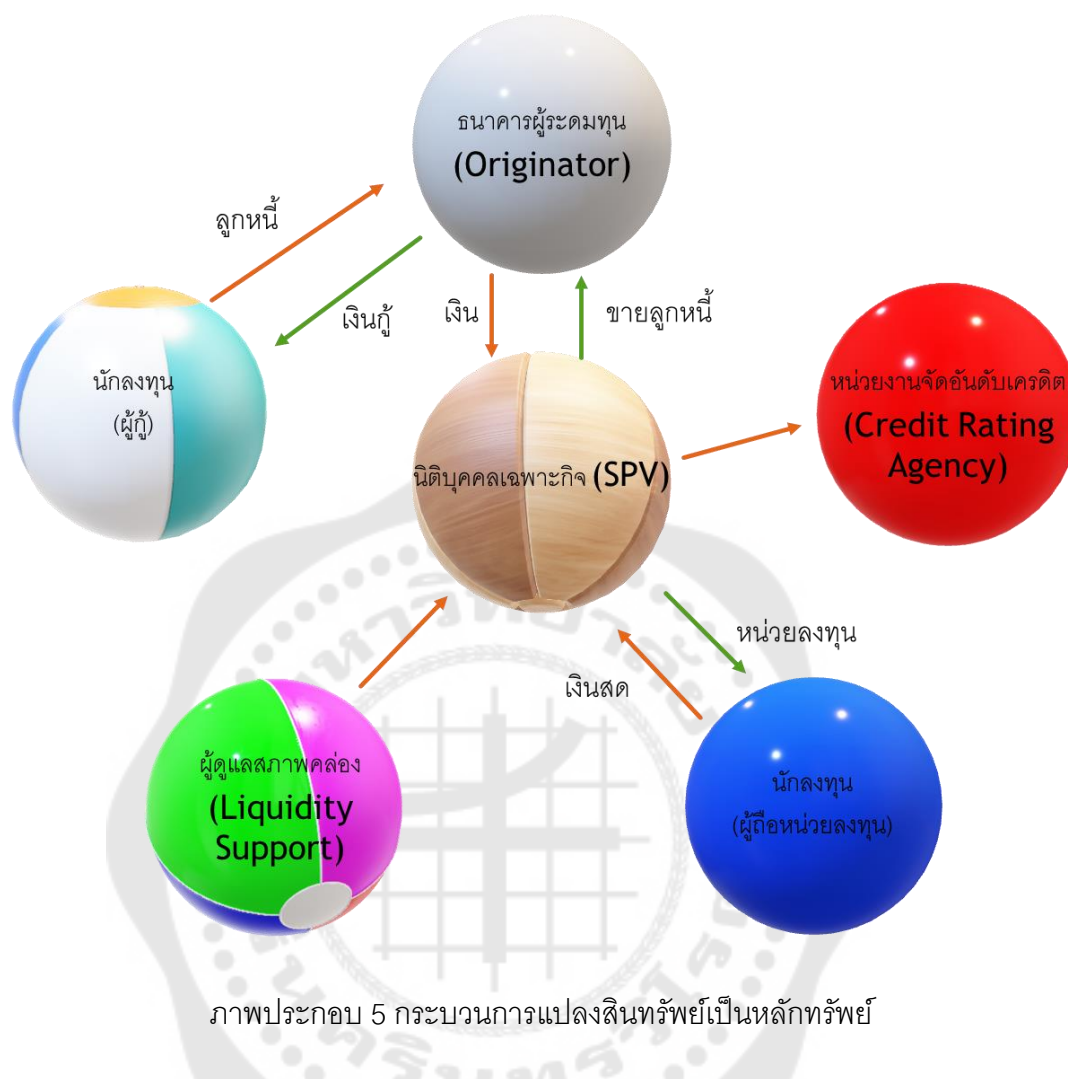 ธนาคารผู้ระดมทุน
(Originator)
ลูกหนี้
เงินกู้
เงิน
ขายลูกหนี้
นักลงทุน
(ผู้กู้)
หน่วยงานจัดอันดับเครดิต
(Credit Rating
Agency)
นิติบุคคลเฉพาะกิจ (SPV)
หน่วยลงทุน
เงินสด
ผู้ดูแลสภาพคล่อง
(Liquidity
Support)
นักลงทุน
(ผู้ถือหน่วยลงทุน)
ภาพประกอบ 5 กระบวนการแปลงสินทรัพย์เป็นหลักทรัพย์